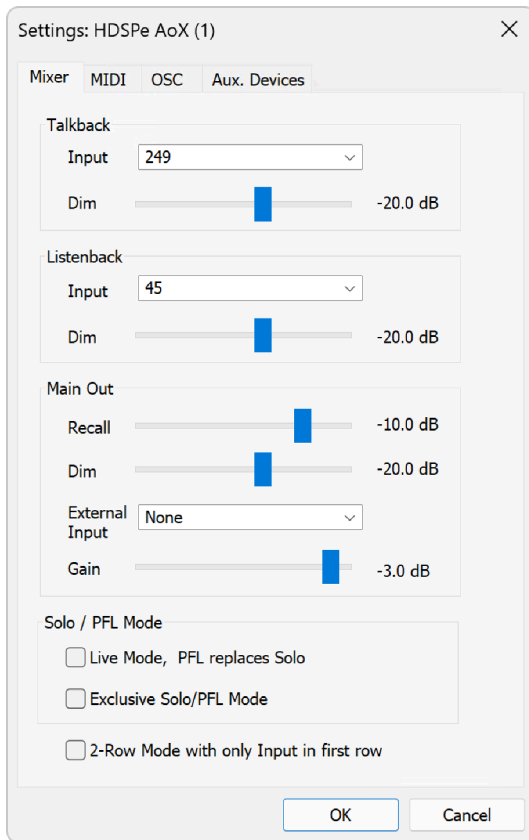 Settings: HDSPe AoX (1)
Mixer MIDI OSC Aux. Devices
Talkback
Input 249
Dim -20.0 dB
Listenback
Input 45
Dim -20.0 dB
Main Out
Recall -10.0 dB
Dim -20.0 dB
External Input None
Gain -3.0 dB
Solo / PFL Mode
Live Mode, PFL replaces Solo
Exclusive Solo/PFL Mode
2-Row Mode with only Input in first row
OK Cancel